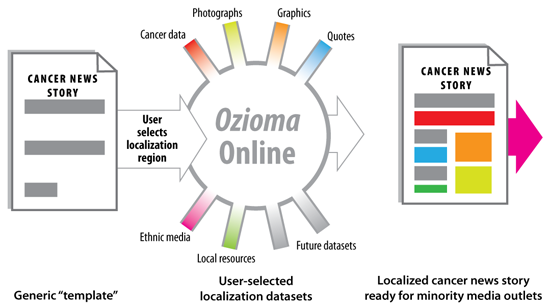 Photographs
Graphics
Cancer data
Quotes
CANCER NEWS
STORY
User
selects
localization
region
Ozioma
Online
CANCER NEWS
STORY
Ethnic media
Local resources
Future datasets
Generic “template”
User-selected
localization datasets
Localized cancer news story
ready for minority media outlets